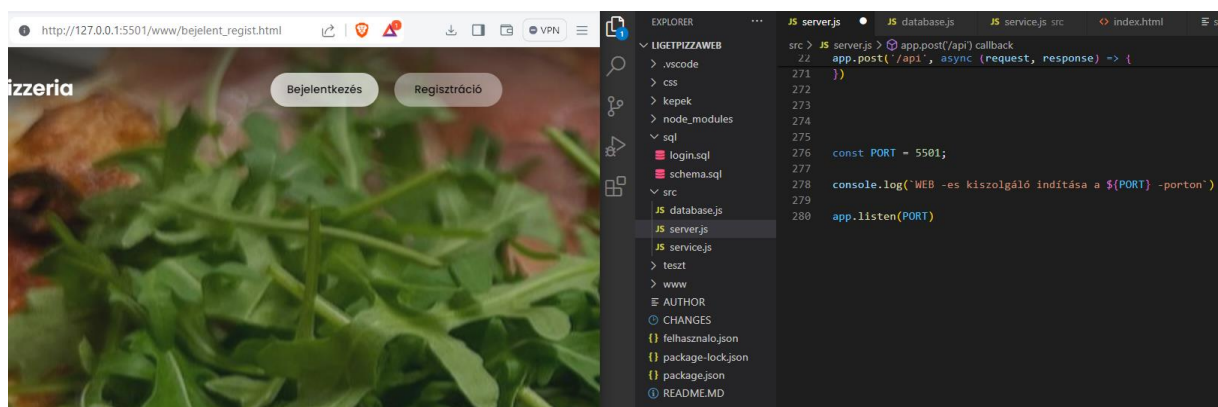 http://127.0.0.1:5501/www/bejelent_regist.html
VPN
izzeria
Bejelentkezés
Regisztráció
1
EXPLORER
LIGETPIZZAWEB
.vscode
css
kepek
node_modules
sql
login.sql
schema.sql
src
JS database.js
JS server.js
JS service.js
teszt
www
AUTHOR
CHANGES
{} felhasznalo.json
{} package-lock.json
{} package.json
README.MD
JS server.js JS database.js JS service.js src <> index.html
src > JS server.js > app.post('/api') callback
22 app.post('/api', async (request, response) => {
271 })
272
273
274
275
276 const PORT = 5501;
277
278 console.log(`WEB -es kiszolgáló indítása a ${PORT} -porton`)
279
280 app.listen(PORT)